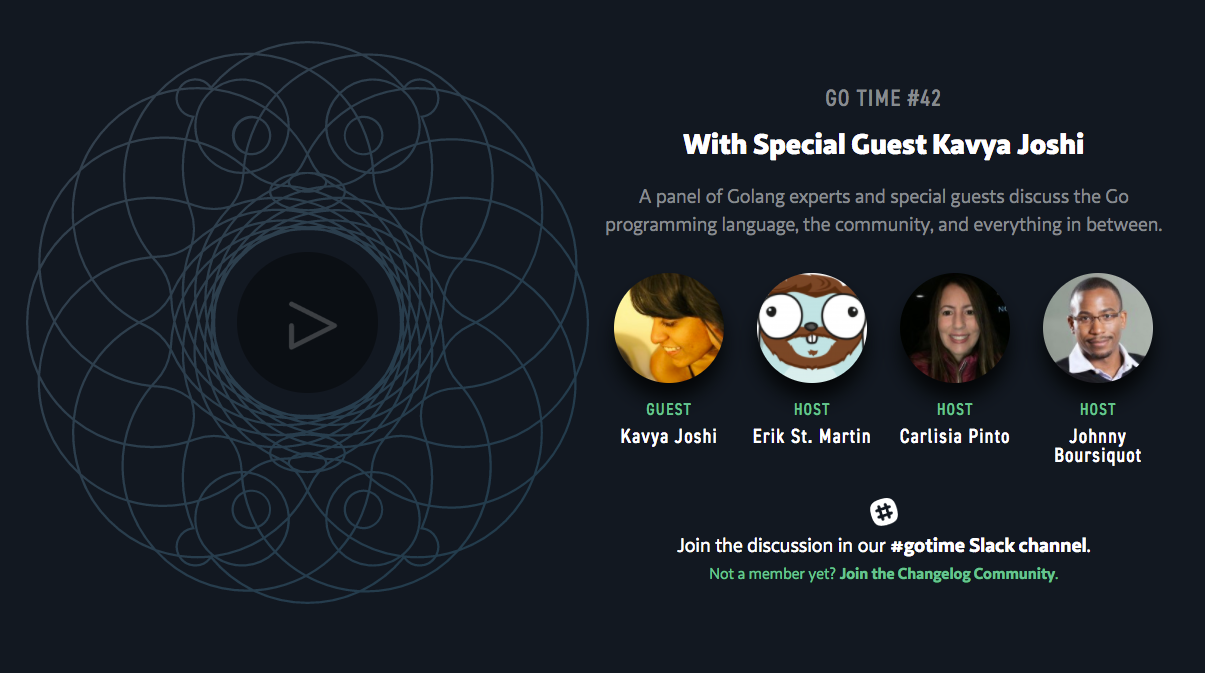 GO TIME #42
With Special Guest Kavya Joshi
A panel of Golang experts and special guests discuss the Go
programming language, the community, and everything in between.
GUEST
Kavya Joshi
HOST
Erik St. Martin
HOST
Carlisia Pinto
HOST
Johnny
Boursiquot
Join the discussion in our #gotime Slack channel.
Not a member yet? Join the Changelog Community.